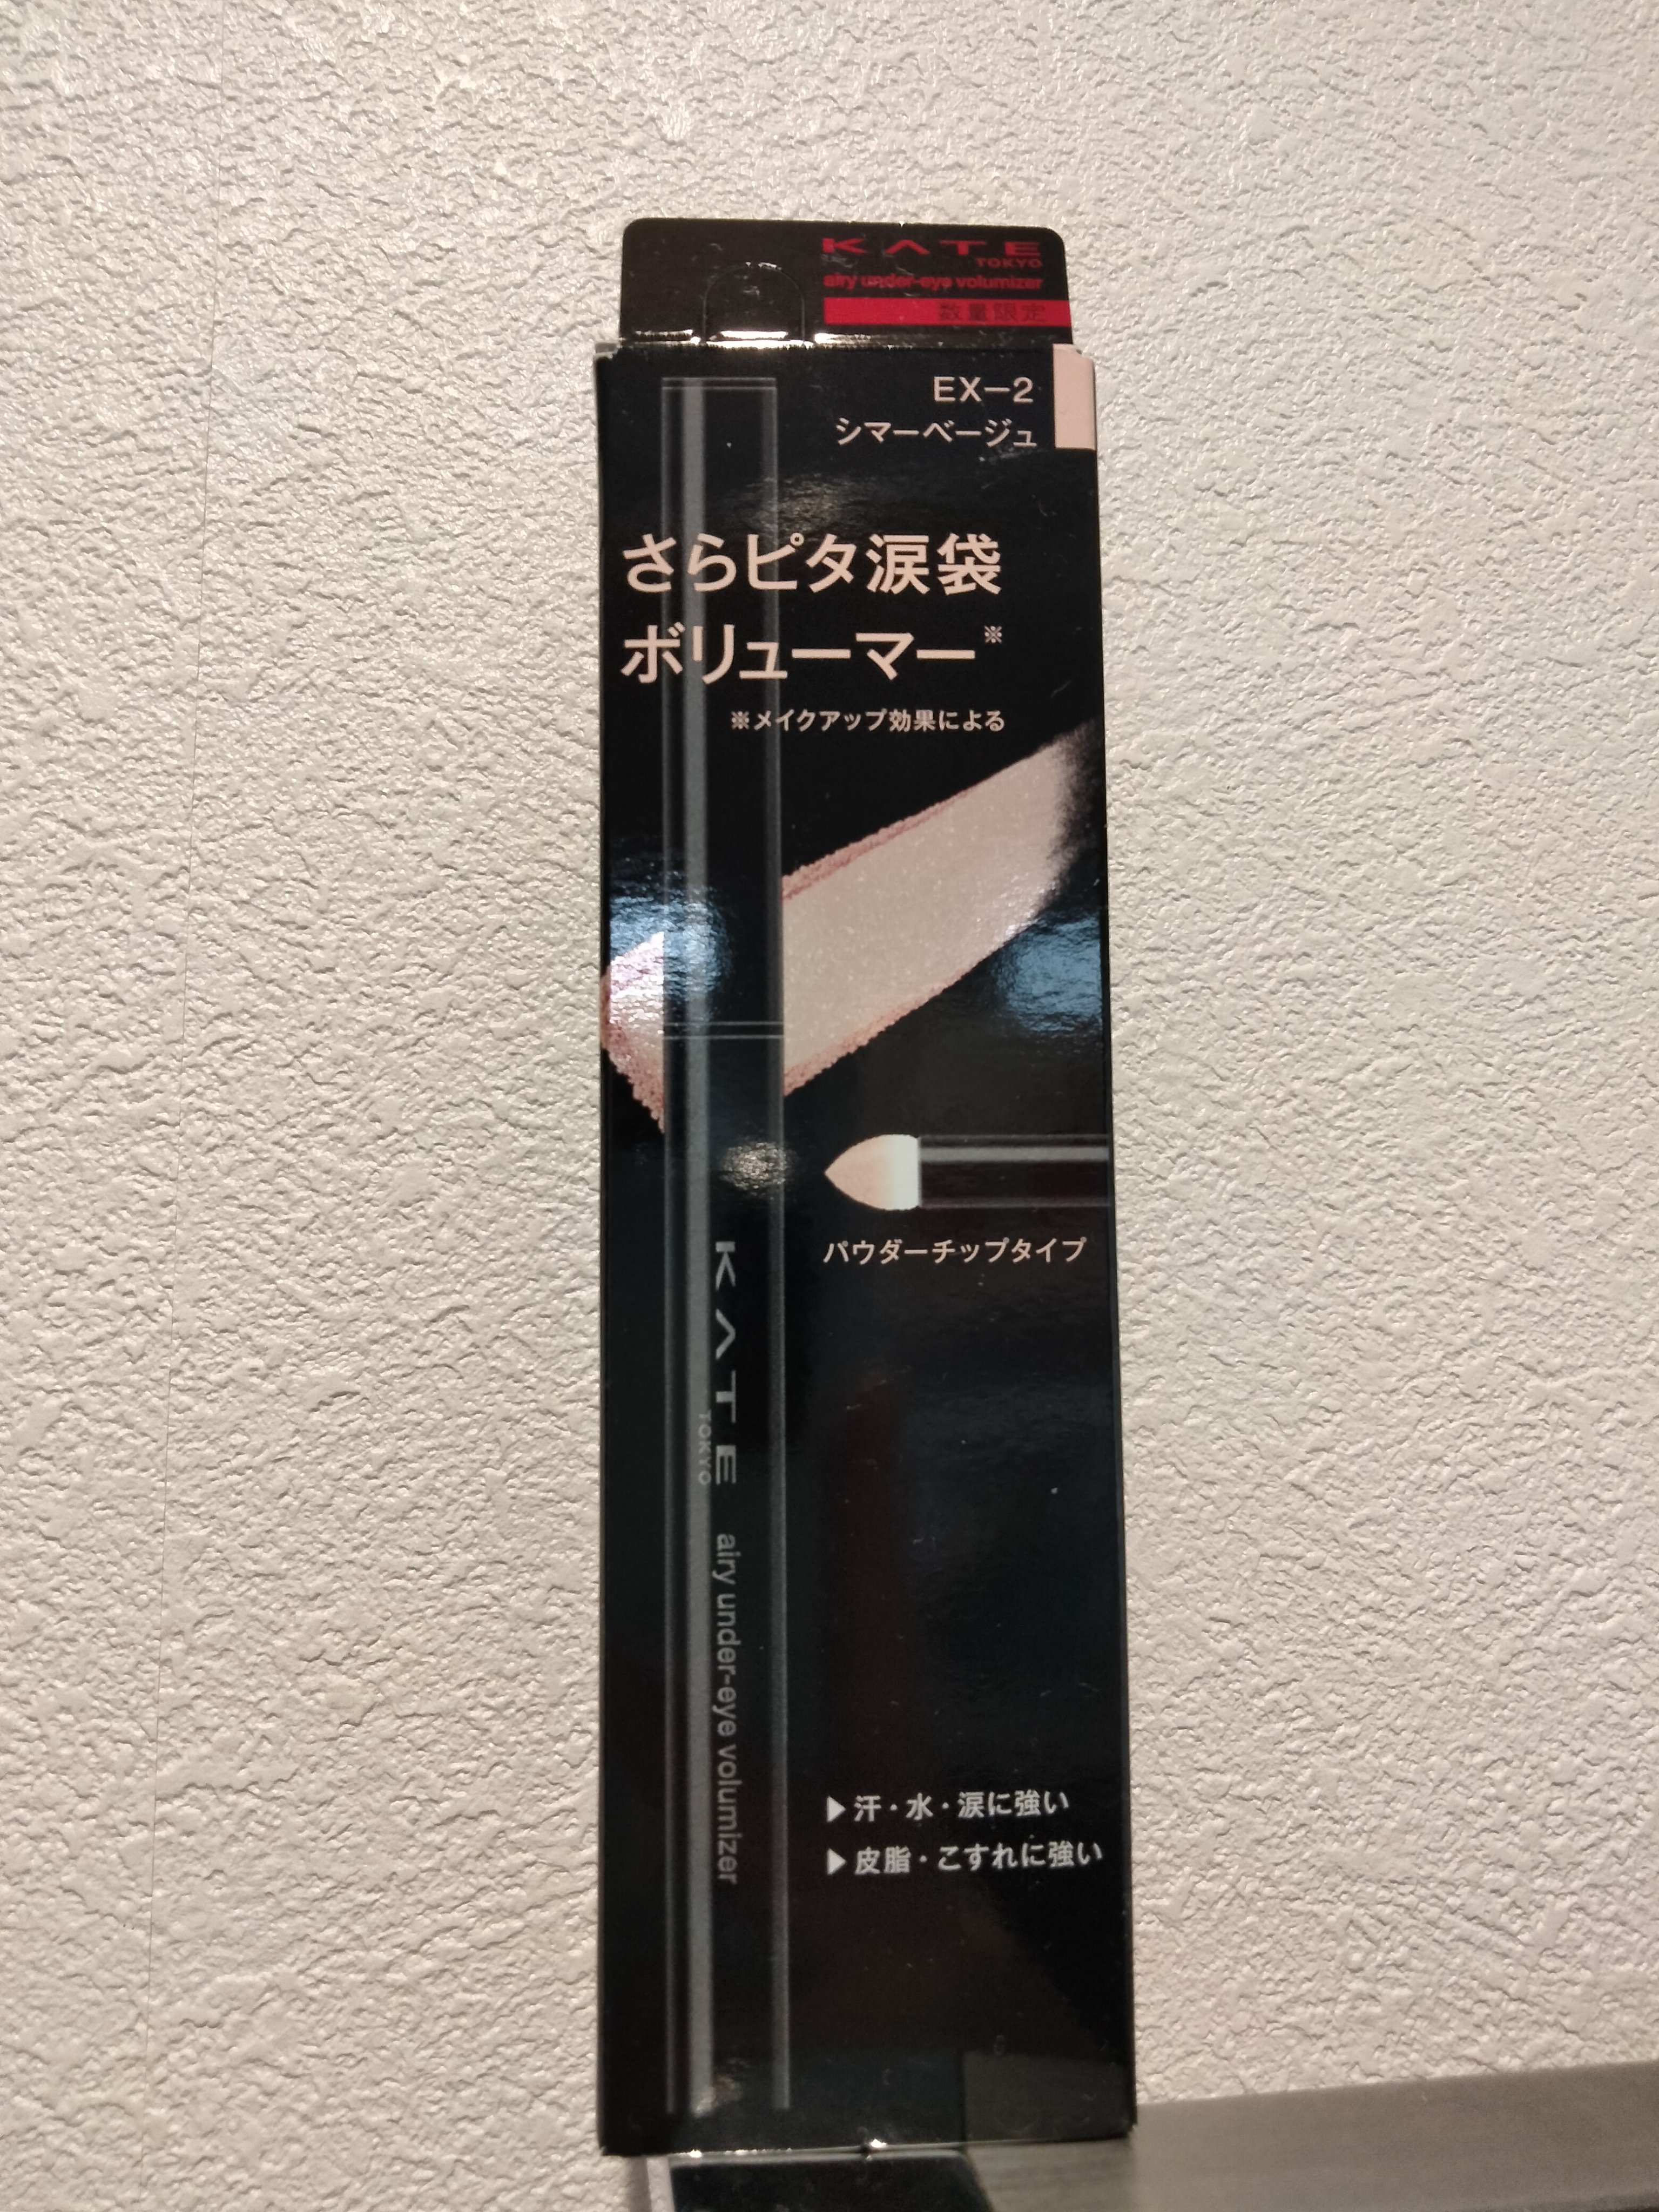 KATE
TOKYO
airy under-eye volumizer
数量限定
EX-2
シマーベージュ
さらピタ涙袋
ボリューマー※
※メイクアップ効果による
パウダーチップタイプ
KATE
TOKYO
airy under-eye volumizer
▶汗・水・涙に強い
▶皮脂・こすれに強い